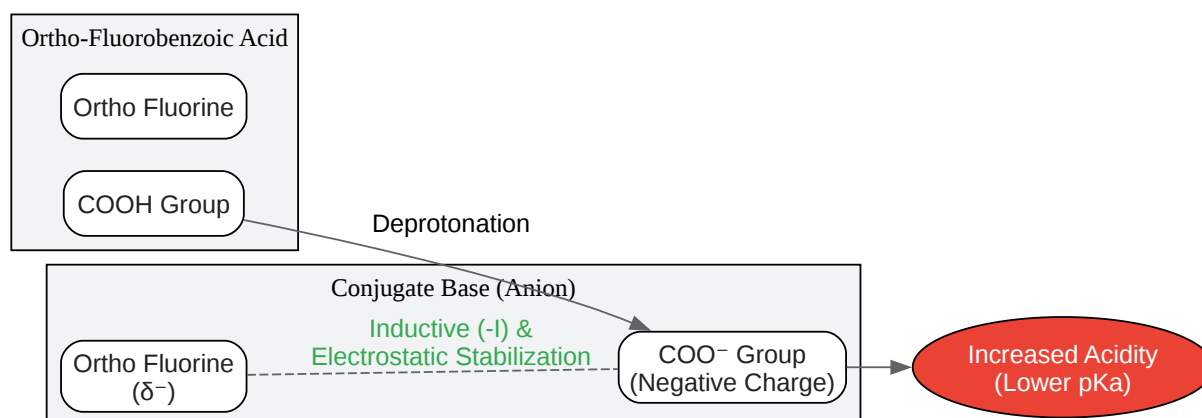 Ortho-Fluorobenzoic Acid
Ortho Fluorine
COOH Group
Deprotonation
Conjugate Base (Anion)
Inductive (-I) &
Electrostatic Stabilization
Ortho Fluorine
(δ⁻)
COO⁻ Group
(Negative Charge)
Increased Acidity
(Lower pKa)